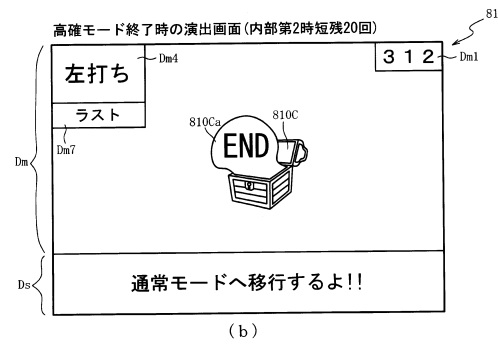 高確モード終了時の演出画面(内部第2時短残20回)
81
左打ち
Dm4
312
Dm1
ラスト
Dm7
810Ca
810C
END
Dm
Ds
通常モードへ移行するよ!!
(b)